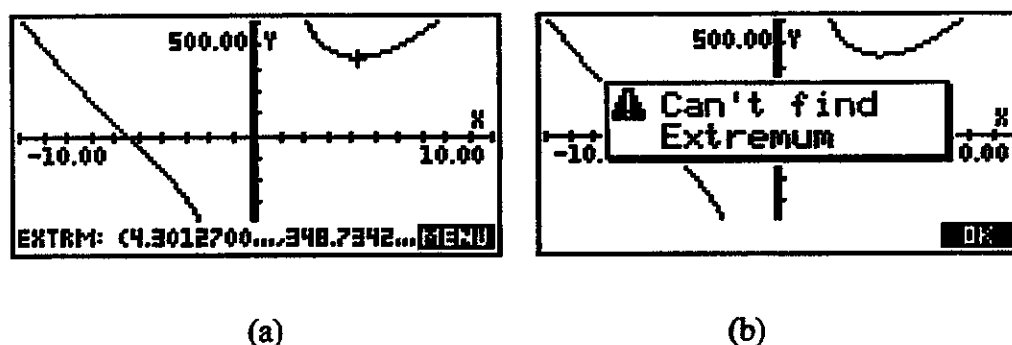 500.00 Y
X
-10.00 10.00
EXTRM: (4.3012700...,348.7342... MENU
500.00 Y
Can't find
Extremum
X
-10. 0.00
OK
(a) (b)